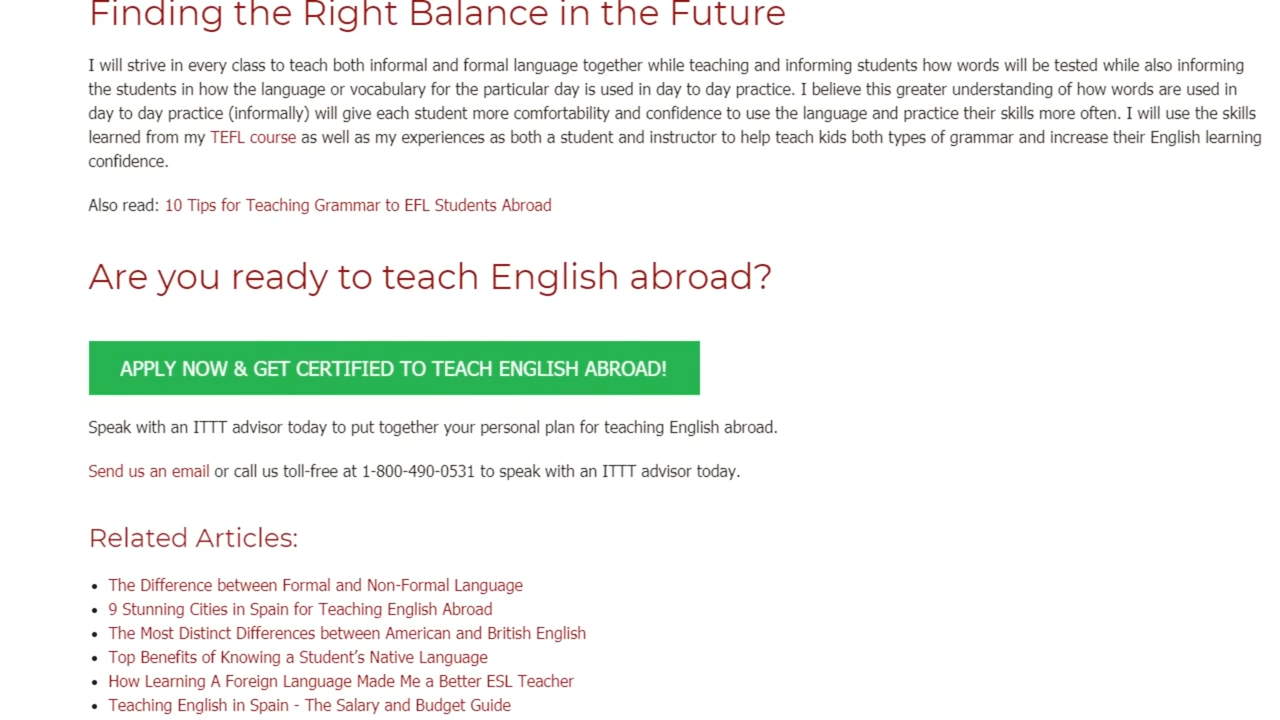 Finding the Right Balance in the Future
I will strive in every class to teach both informal and formal language together while teaching and informing students how words will be tested while also informing
the students in how the language or vocabulary for the particular day is used in day to day practice. I believe this greater understanding of how words are used in
day to day practice (informally) will give each student more comfortability and confidence to use the language and practice their skills more often. I will use the skills
learned from my TEFL course as well as my experiences as both a student and instructor to help teach kids both types of grammar and increase their English learning
confidence.
Also read: 10 Tips for Teaching Grammar to EFL Students Abroad
Are you ready to teach English abroad?
APPLY NOW & GET CERTIFIED TO TEACH ENGLISH ABROAD!
Speak with an ITTT advisor today to put together your personal plan for teaching English abroad.
Send us an email or call us toll-free at 1-800-490-0531 to speak with an ITTT advisor today.
Related Articles:
• The Difference between Formal and Non-Formal Language
• 9 Stunning Cities in Spain for Teaching English Abroad
• The Most Distinct Differences between American and British English
• Top Benefits of Knowing a Student’s Native Language
• How Learning A Foreign Language Made Me a Better ESL Teacher
• Teaching English in Spain - The Salary and Budget Guide